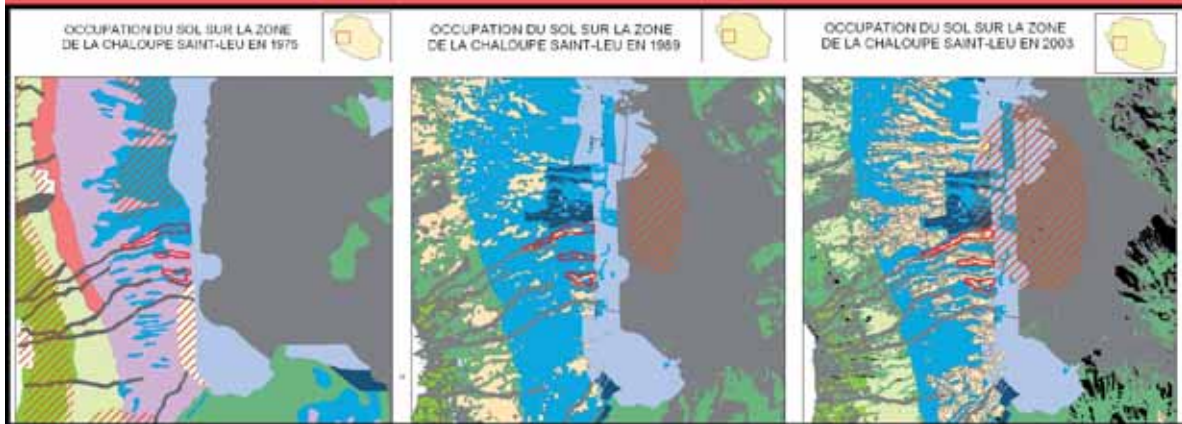 OCCUPATION DU SOL SUR LA ZONE
DE LA CHALOUPE SAINT-LEU EN 1975
OCCUPATION DU SOL SUR LA ZONE
DE LA CHALOUPE SAINT-LEU EN 1989
OCCUPATION DU SOL SUR LA ZONE
DE LA CHALOUPE SAINT-LEU EN 2003